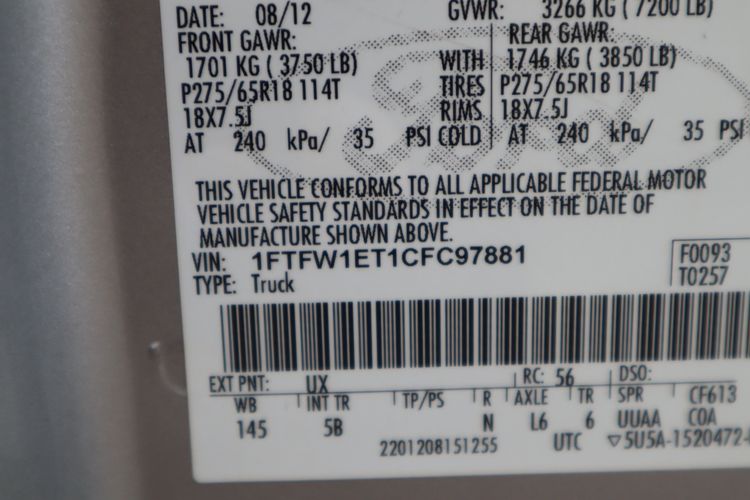 DATE: 08/12 GVWR: 3266 KG ( 7200 LB)
FRONT GAWR: REAR GAWR:
1701 KG ( 3750 LB) WITH 1746 KG ( 3850 LB)
P275/65R18 114T TIRES P275/65R18 114T
18X7.5J RIMS 18X7.5J
AT 240 kPa/ 35 PSI COLD AT 240 kPa/ 35 PSI
Ford
THIS VEHICLE CONFORMS TO ALL APPLICABLE FEDERAL MOTOR
VEHICLE SAFETY STANDARDS IN EFFECT ON THE DATE OF
MANUFACTURE SHOWN ABOVE.
VIN: 1FTFW1ET1CFC97881 F0093
TYPE: Truck T0257
EXT PNT: UX RC: 56 DSO:
WB INT TR TP/PS R AXLE TR SPR CF613
145 5B N L6 6 UUAA COA
2201208151255 UTC ▽5U5A-1520472-